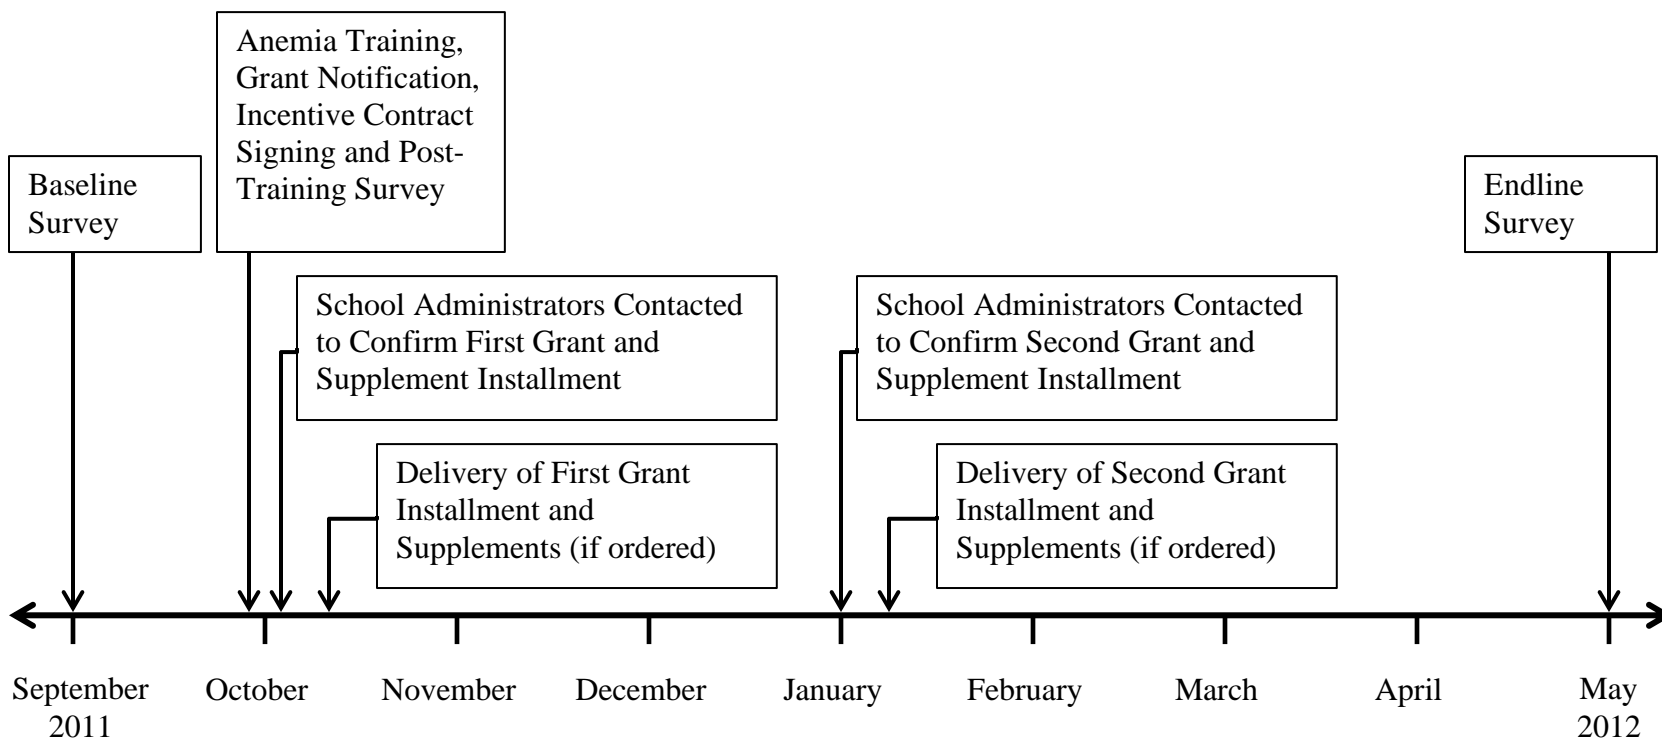 Anemia Training,
Grant Notification,
Incentive Contract
Signing and Post-
Training Survey
Baseline
Survey
Endline
Survey
School Administrators Contacted
to Confirm First Grant and
Supplement Installment
School Administrators Contacted
to Confirm Second Grant and
Supplement Installment
Delivery of First Grant
Installment and
Supplements (if ordered)
Delivery of Second Grant
Installment and
Supplements (if ordered)
September
2011
October
November
December
January
February
March
April
May
2012